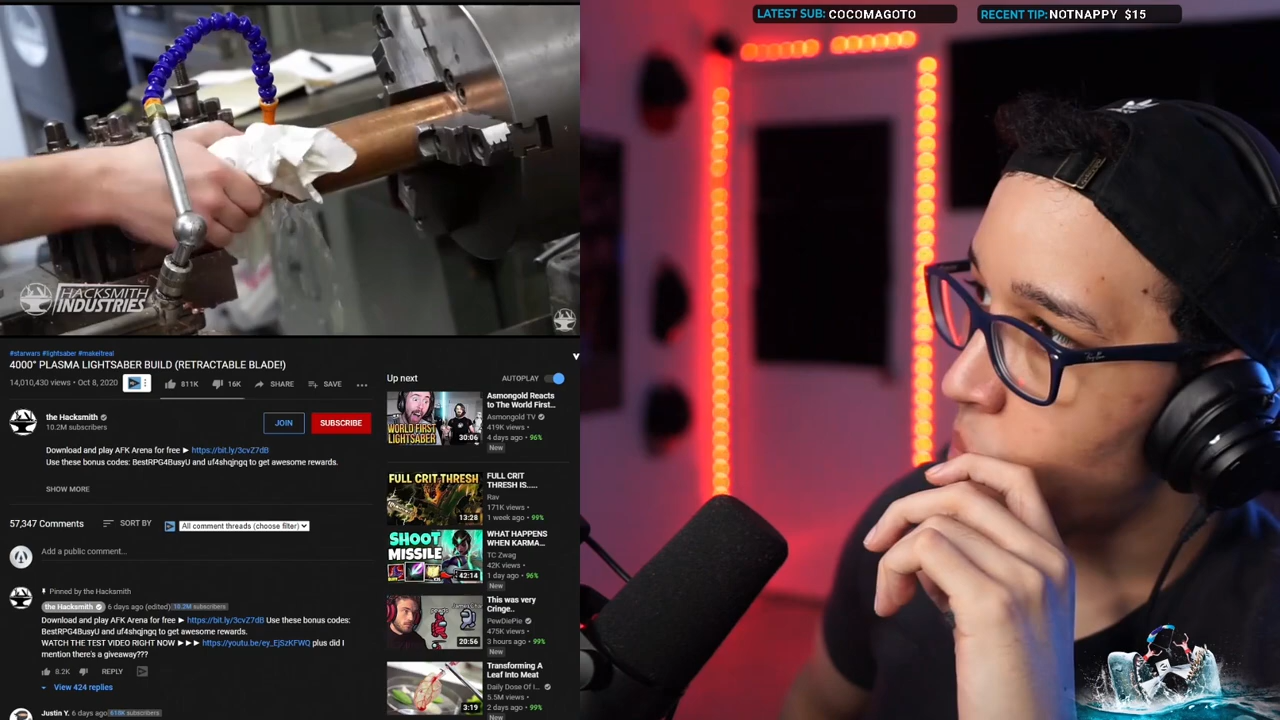 LATEST SUB: COCOMAGOTO
RECENT TIP: NOTNAPPY $15
HACKSMITH
INDUSTRIES
#starwars #lightsaber #makeitreal
4000° PLASMA LIGHTSABER BUILD (RETRACTABLE BLADE!)
14,010,430 views • Oct 8, 2020
811K
16K
SHARE
SAVE
the Hacksmith
10.2M subscribers
JOIN
SUBSCRIBE
Download and play AFK Arena for free ► https://bit.ly/3cvZ7dB
Use these bonus codes: BestRPG4BusyU and uf4shqjngq to get awesome rewards.
SHOW MORE
57,347 Comments
SORT BY
All comment threads (choose filter)
Add a public comment...
Pinned by the Hacksmith
the Hacksmith 6 days ago (edited) 10.2M subscribers
Download and play AFK Arena for free ► https://bit.ly/3cvZ7dB Use these bonus codes:
BestRPG4BusyU and uf4shqjngq to get awesome rewards.
WATCH THE TEST VIDEO RIGHT NOW ►►► https://youtu.be/ey_EjSzKFWQ plus did I
mention there's a giveaway???
8.2K
REPLY
View 424 replies
Justin Y. 6 days ago 618K subscribers
Up next
AUTOPLAY
WORLD FIRST
LIGHTSABER
30:06
Asmongold Reacts
to The World First...
Asmongold TV
419K views •
4 days ago • 96%
New
FULL CRIT THRESH
13:28
FULL CRIT
THRESH IS.....
Rav
171K views •
1 week ago • 99%
SHOOT
MISSILE
42:14
WHAT HAPPENS
WHEN KARMA...
TC Zwag
42K views •
1 day ago • 96%
New
20:56
This was very
Cringe..
PewDiePie
475K views •
3 hours ago • 99%
New
3:19
Transforming A
Leaf Into Meat
Daily Dose Of I...
5.5M views •
2 days ago • 99%
New